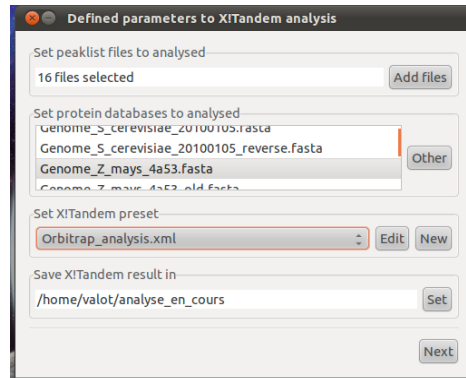 Defined parameters to X!Tandem analysis
Set peaklist files to analysed
16 files selected
Add files
Set protein databases to analysed
Genome_S_cerevisiae_20100105.fasta
Genome_S_cerevisiae_20100105_reverse.fasta
Genome_Z_mays_4a53.fasta
Genome_Z_mays_4a53_old.fasta
Other
Set X!Tandem preset
Orbitrap_analysis.xml
Edit
New
Save X!Tandem result in
/home/valot/analyse_en_cours
Set
Next